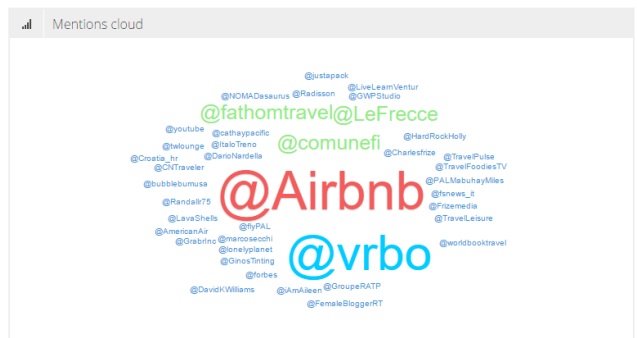 Mentions cloud
@justapack
@LiveLearnVentur
@NOMADasaurus @Radisson @GWPStudio
@fathomtravel @LeFrecce
@youtube @cathaypacific
@comunefi @HardRockHolly
@twlounge @ItaloTreno
@Croatia_hr @DarioNardella @Charlesfrize @TravelPulse
@CNTraveler @TravelFoodiesTV
@bubblebumusa @Airbnb @PALMabuhayMiles
@fsnews_it
@Randallr75 @Frizemedia
@LavaShells @TravelLeisure
@AmericanAir @flyPAL
@GrabrInc @marcosecchi @worldbooktravel
@lonelyplanet @vrbo
@GinosTinting
@forbes
@DavidKWilliams @iAmAileen @GroupeRATP
@FemaleBloggerRT